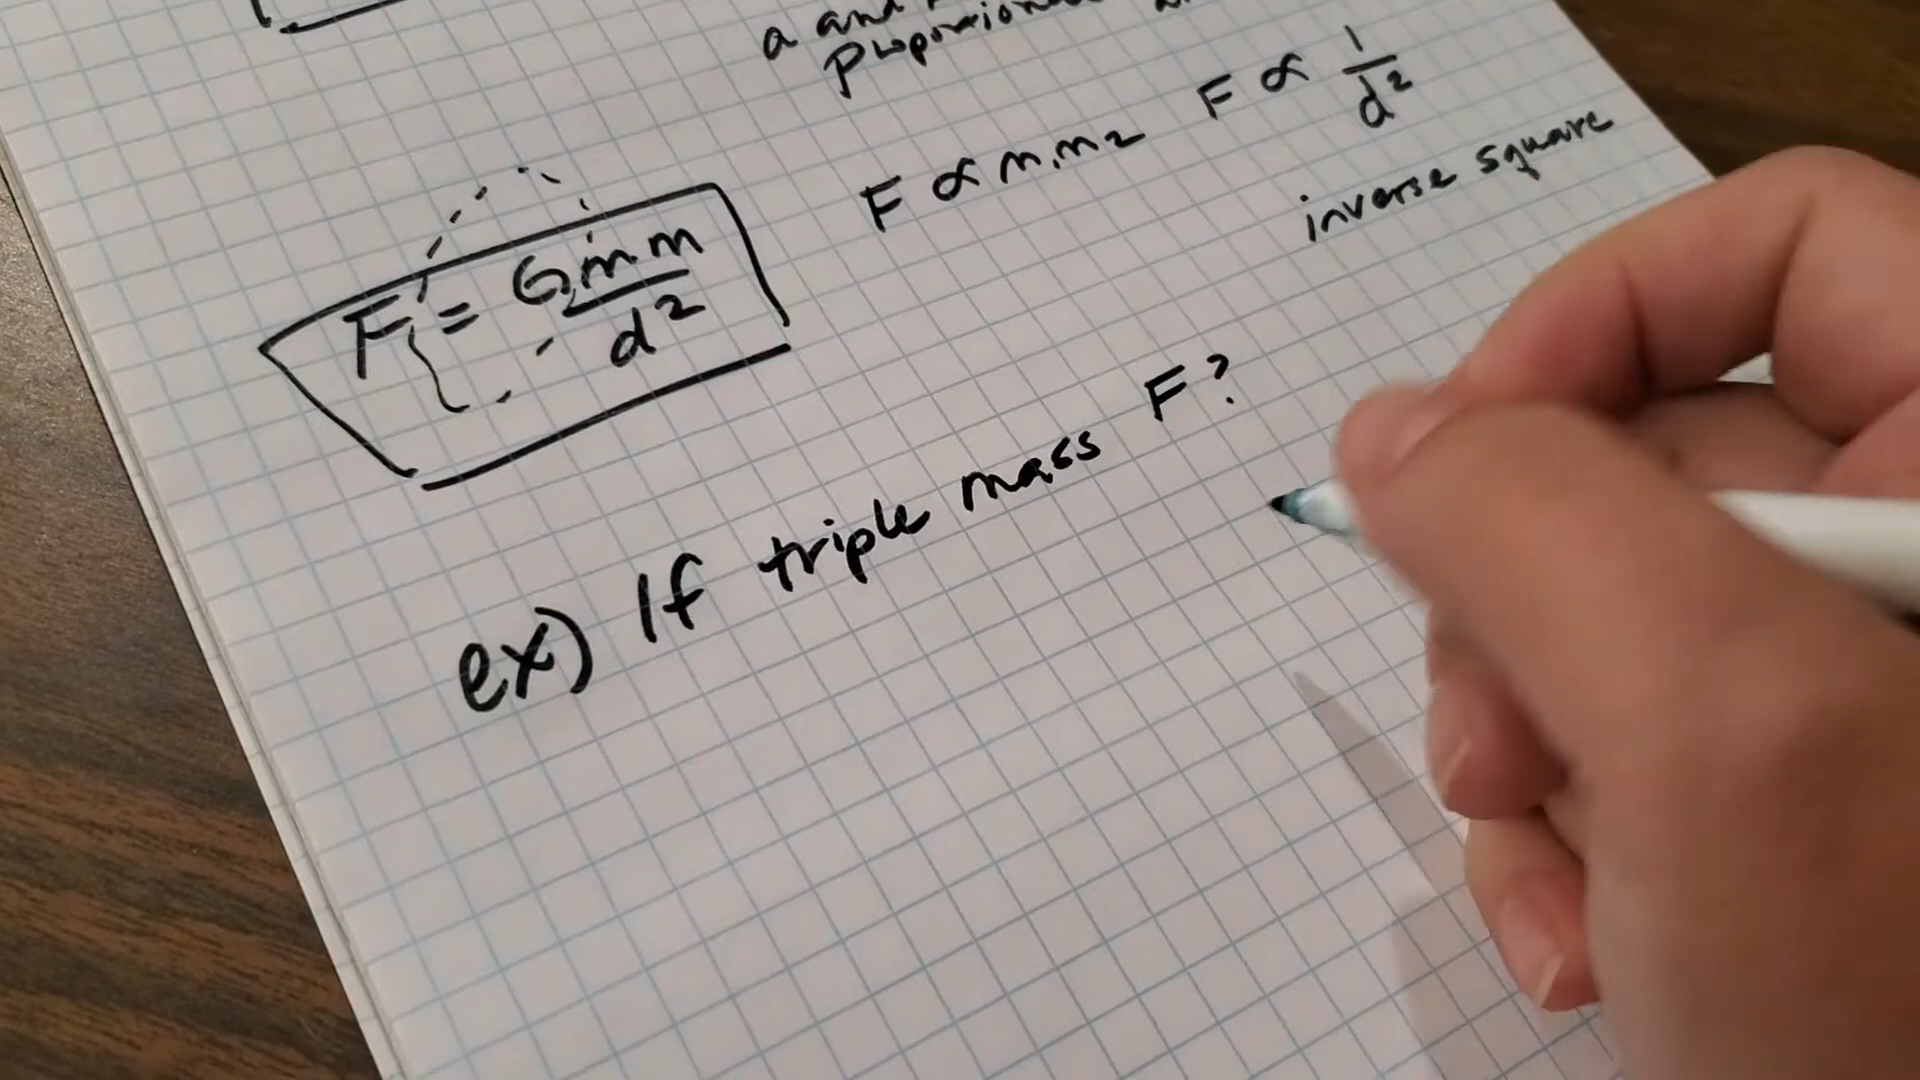 a and
Proportional
F ∝ m₁m₂ F ∝ 1/d²
inverse square
F = Gmm/d²
ex) If triple mass F?